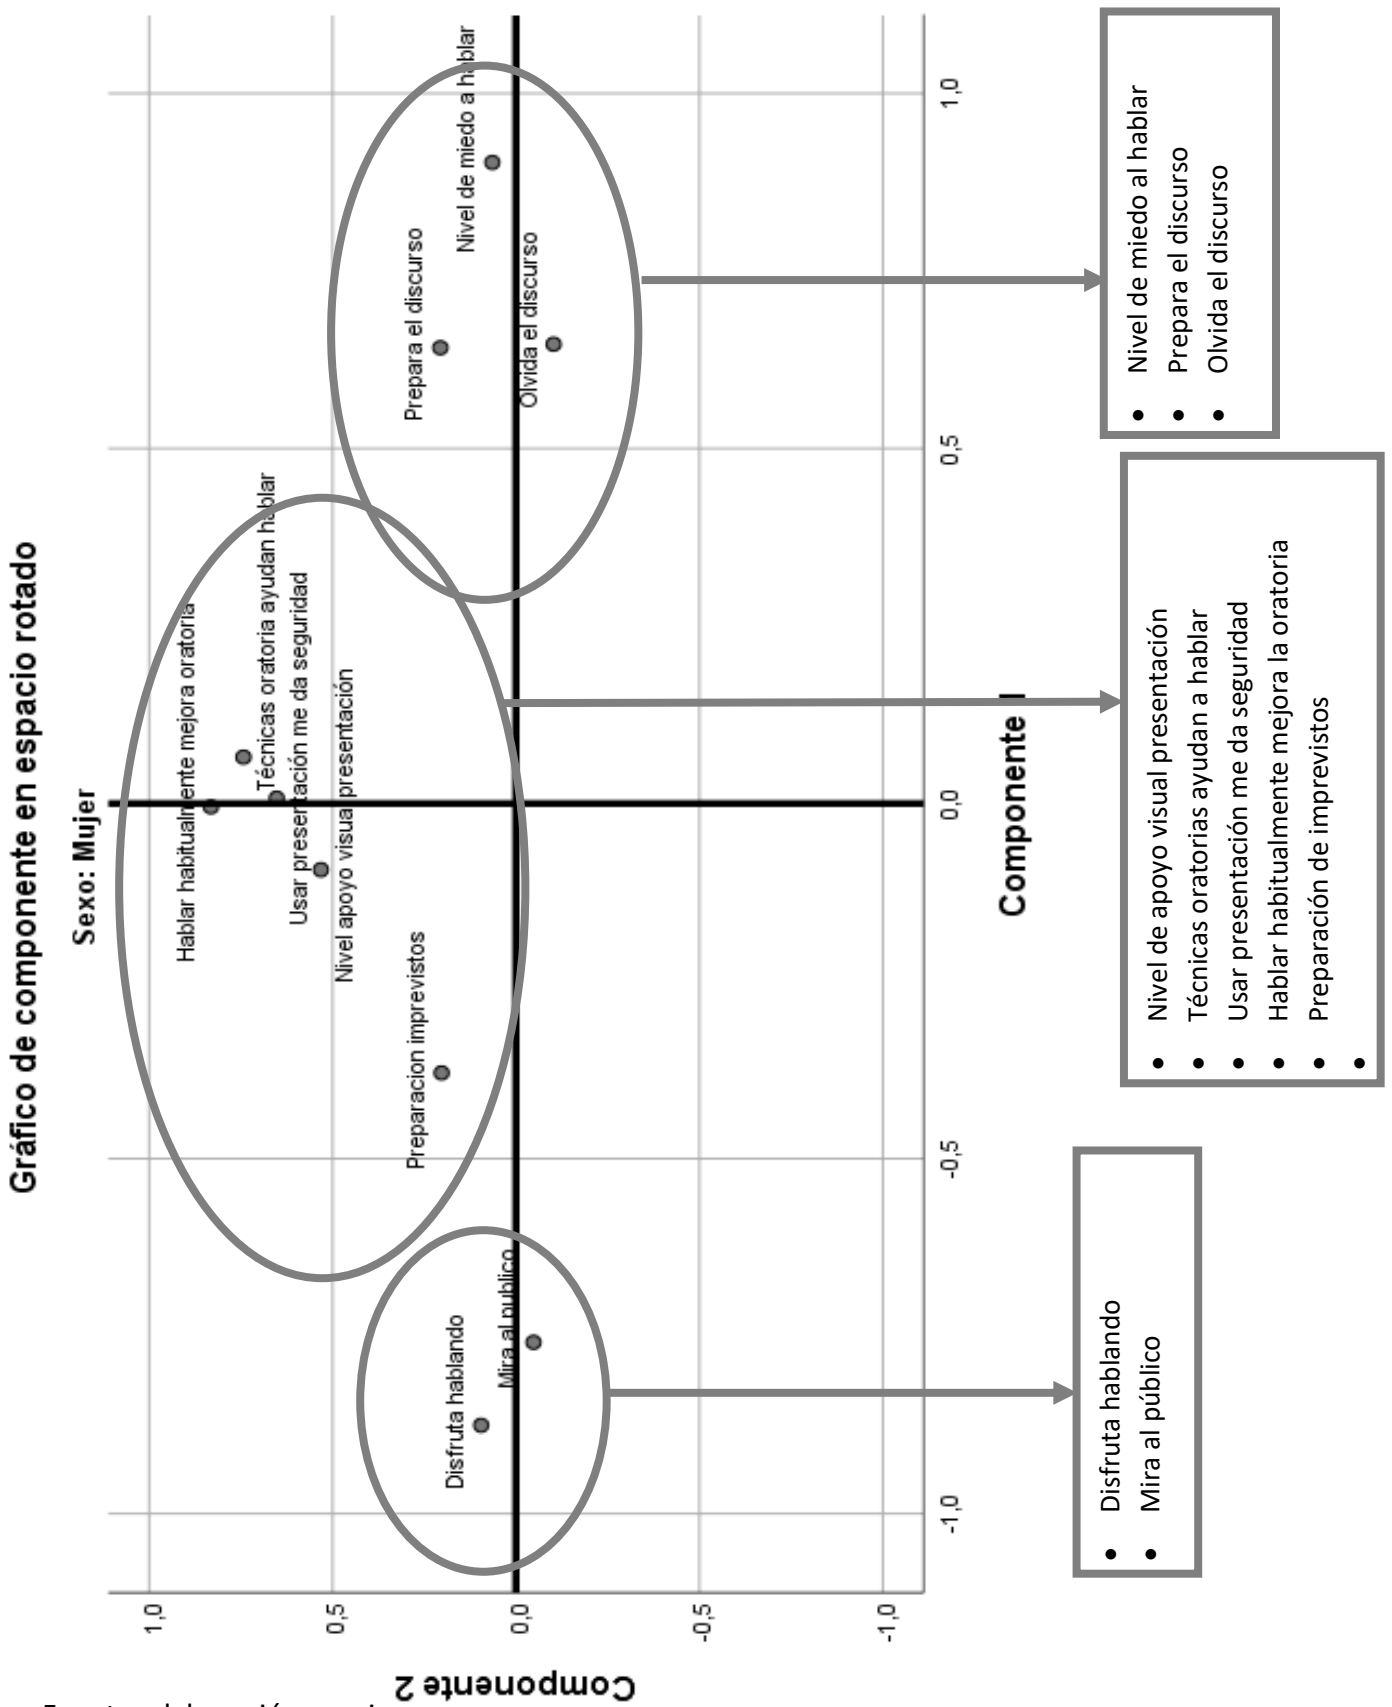 Gráfico de componente en espacio rotado
Sexo: Mujer
Hablar habitualmente mejora oratoria
Técnicas oratoria ayudan hablar
Usar presentación me da seguridad
Nivel apoyo visual presentación
Preparacion imprevistos
Prepara el discurso
Nivel de miedo a hablar
Olvida el discurso
Disfruta hablando
Mira al publico
Componente 2
1,0
0,5
0,0
-0,5
-1,0
-1,0
-0,5
0,0
0,5
1,0
Componente 1
• Disfruta hablando
• Mira al público
• Nivel de apoyo visual presentación
• Técnicas oratorias ayudan a hablar
• Usar presentación me da seguridad
• Hablar habitualmente mejora la oratoria
• Preparación de imprevistos
•
• Nivel de miedo al hablar
• Prepara el discurso
• Olvida el discurso